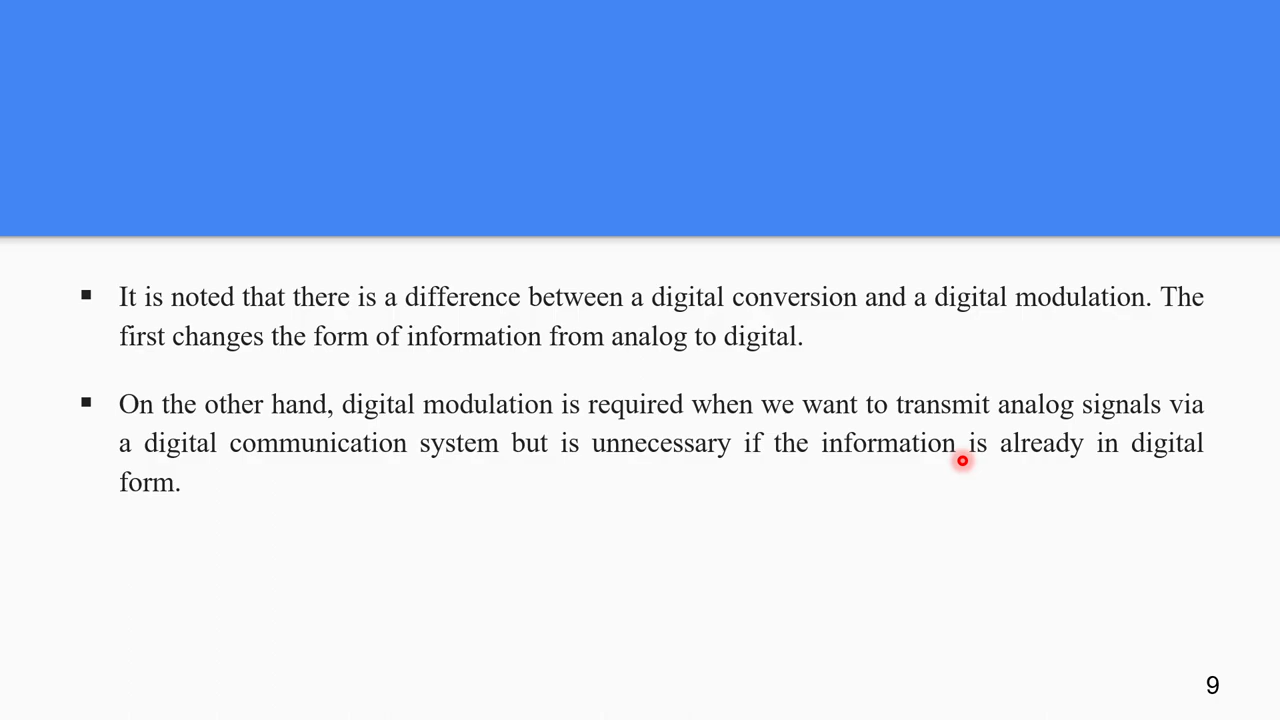 ▪ It is noted that there is a difference between a digital conversion and a digital modulation. The
first changes the form of information from analog to digital.
▪ On the other hand, digital modulation is required when we want to transmit analog signals via
a digital communication system but is unnecessary if the information is already in digital
form.
9